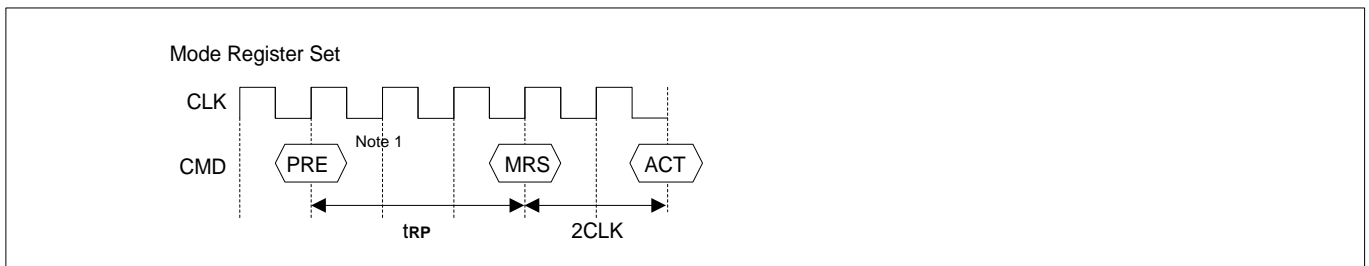 Mode Register Set
CLK
Note 1
CMD PRE MRS ACT
tRP 2CLK